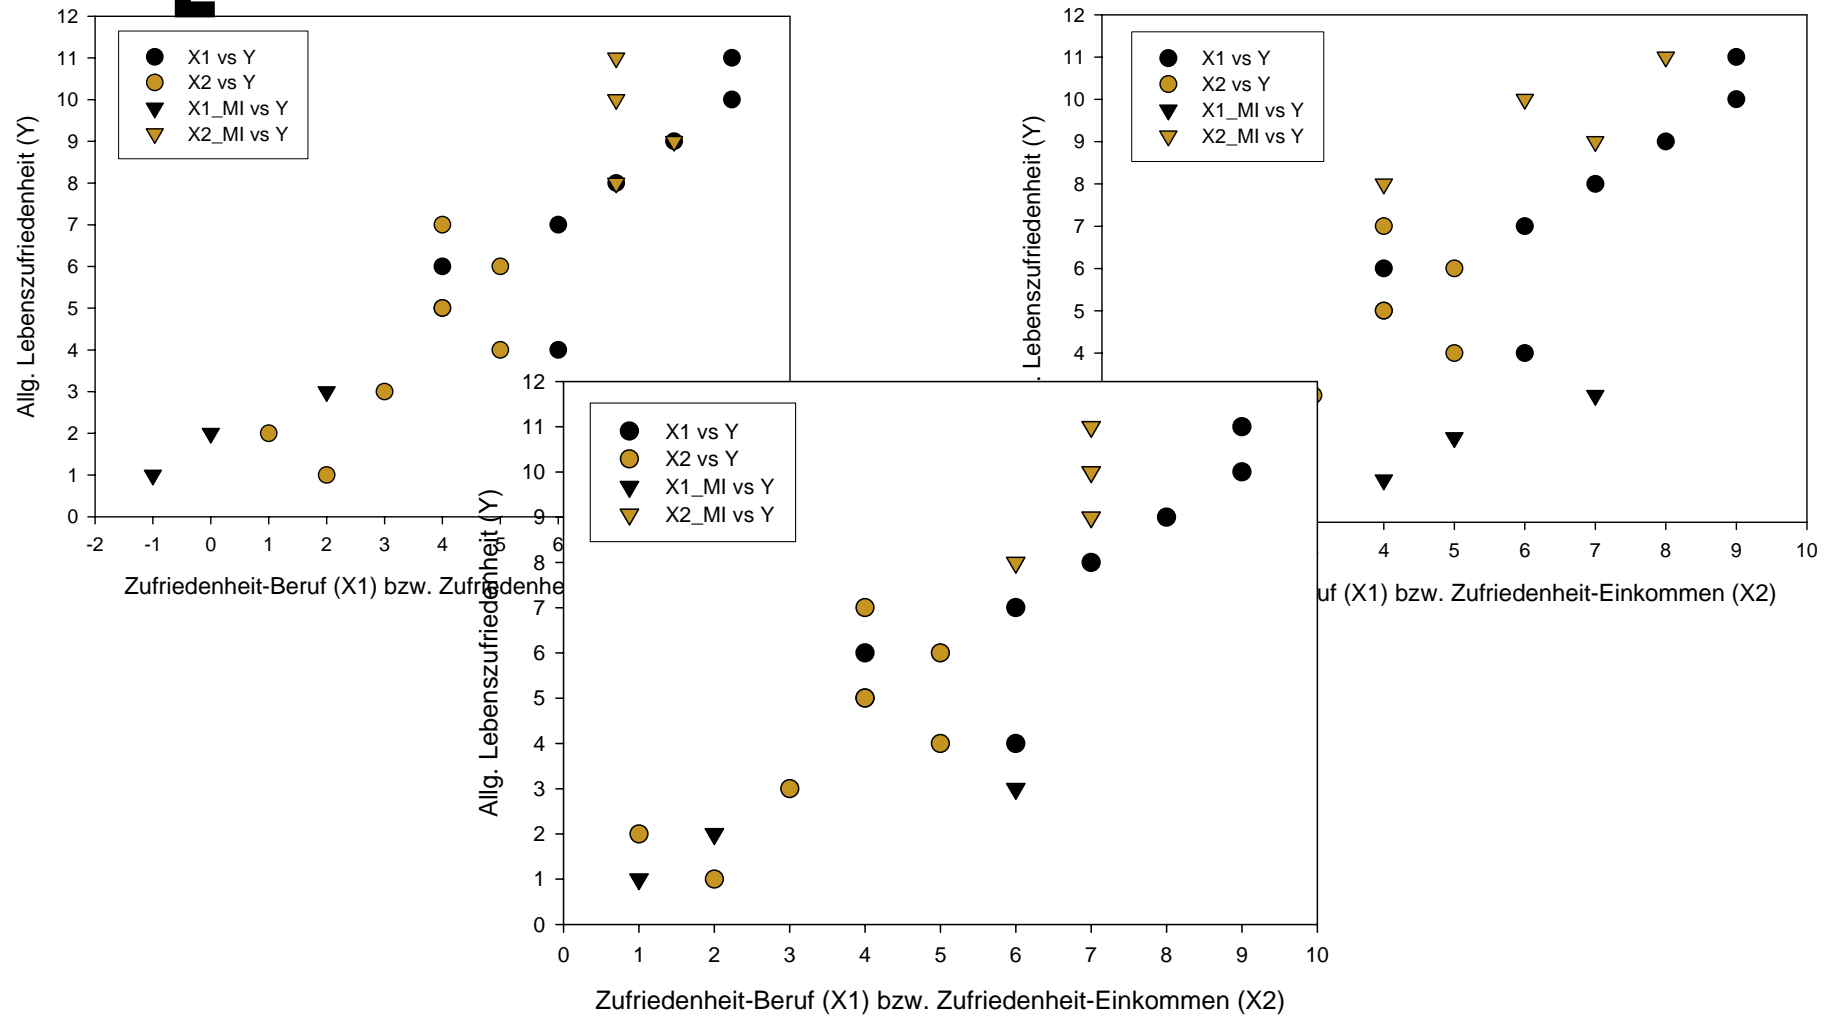 12
11
10
9
8
7
6
5
4
3
2
1
0
-2 -1 0 1 2 3 4 5 6
Allg. Lebenszufriedenheit (Y)
X1 vs Y
X2 vs Y
X1_MI vs Y
X2_MI vs Y
Zufriedenheit-Beruf (X1) bzw.
12
11
10
9
8
7
6
5
4
Lebenszufriedenheit (Y)
X1 vs Y
X2 vs Y
X1_MI vs Y
X2_MI vs Y
4 5 6 7 8 9 10
(X1) bzw. Zufriedenheit-Einkommen (X2)
12
11
10
9
8
7
6
5
4
3
2
1
0
0 1 2 3 4 5 6 7 8 9 10
Allg. Lebenszufriedenheit (Y)
X1 vs Y
X2 vs Y
X1_MI vs Y
X2_MI vs Y
Zufriedenheit-Beruf (X1) bzw. Zufriedenheit-Einkommen (X2)